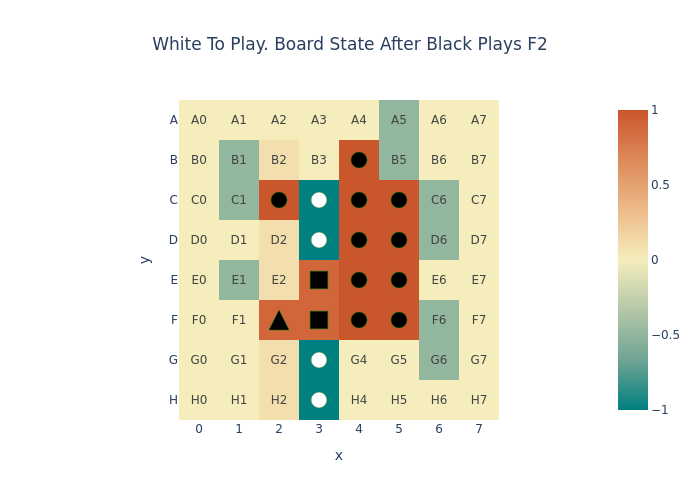 White To Play. Board State After Black Plays F2
A A0 A1 A2 A3 A4 A5 A6 A7
B B0 B1 B2 B3 B5 B6 B7
C C0 C1 C6 C7
D D0 D1 D2 D6 D7
E E0 E1 E2 E6 E7
F F0 F1 F6 F7
G G0 G1 G2 G4 G5 G6 G7
H H0 H1 H2 H4 H5 H6 H7
0 1 2 3 4 5 6 7
x
y
1
0.5
0
−0.5
−1